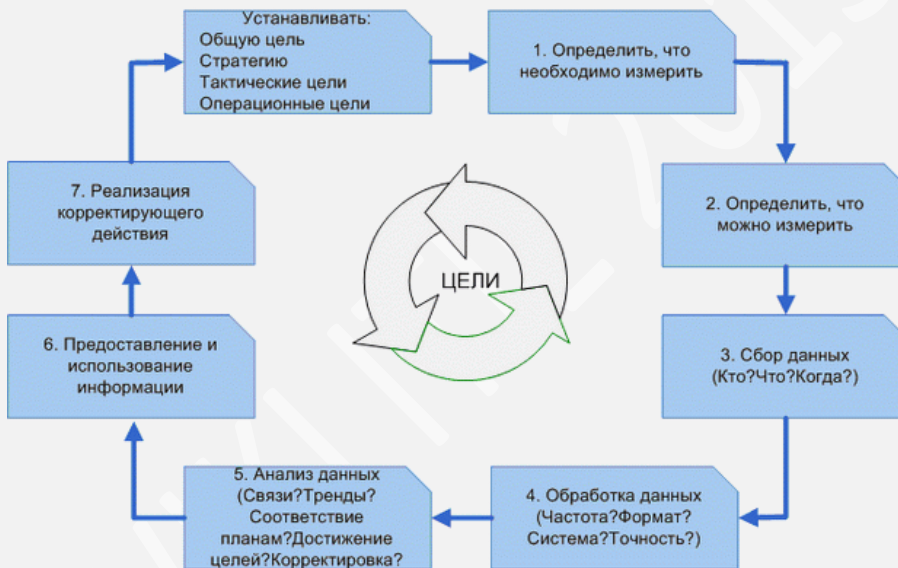 Устанавливать:
Общую цель
Стратегию
Тактические цели
Операционные цели
1. Определить, что
необходимо измерить
2. Определить, что
можно измерить
3. Сбор данных
(Кто?Что?Когда?)
4. Обработка данных
(Частота?Формат?
Система?Точность?)
5. Анализ данных
(Связи?Тренды?
Соответствие
планам?Достижение
целей?Корректировка?
6. Предоставление и
использование
информации
7. Реализация
корректирующего
действия
ЦЕЛИ